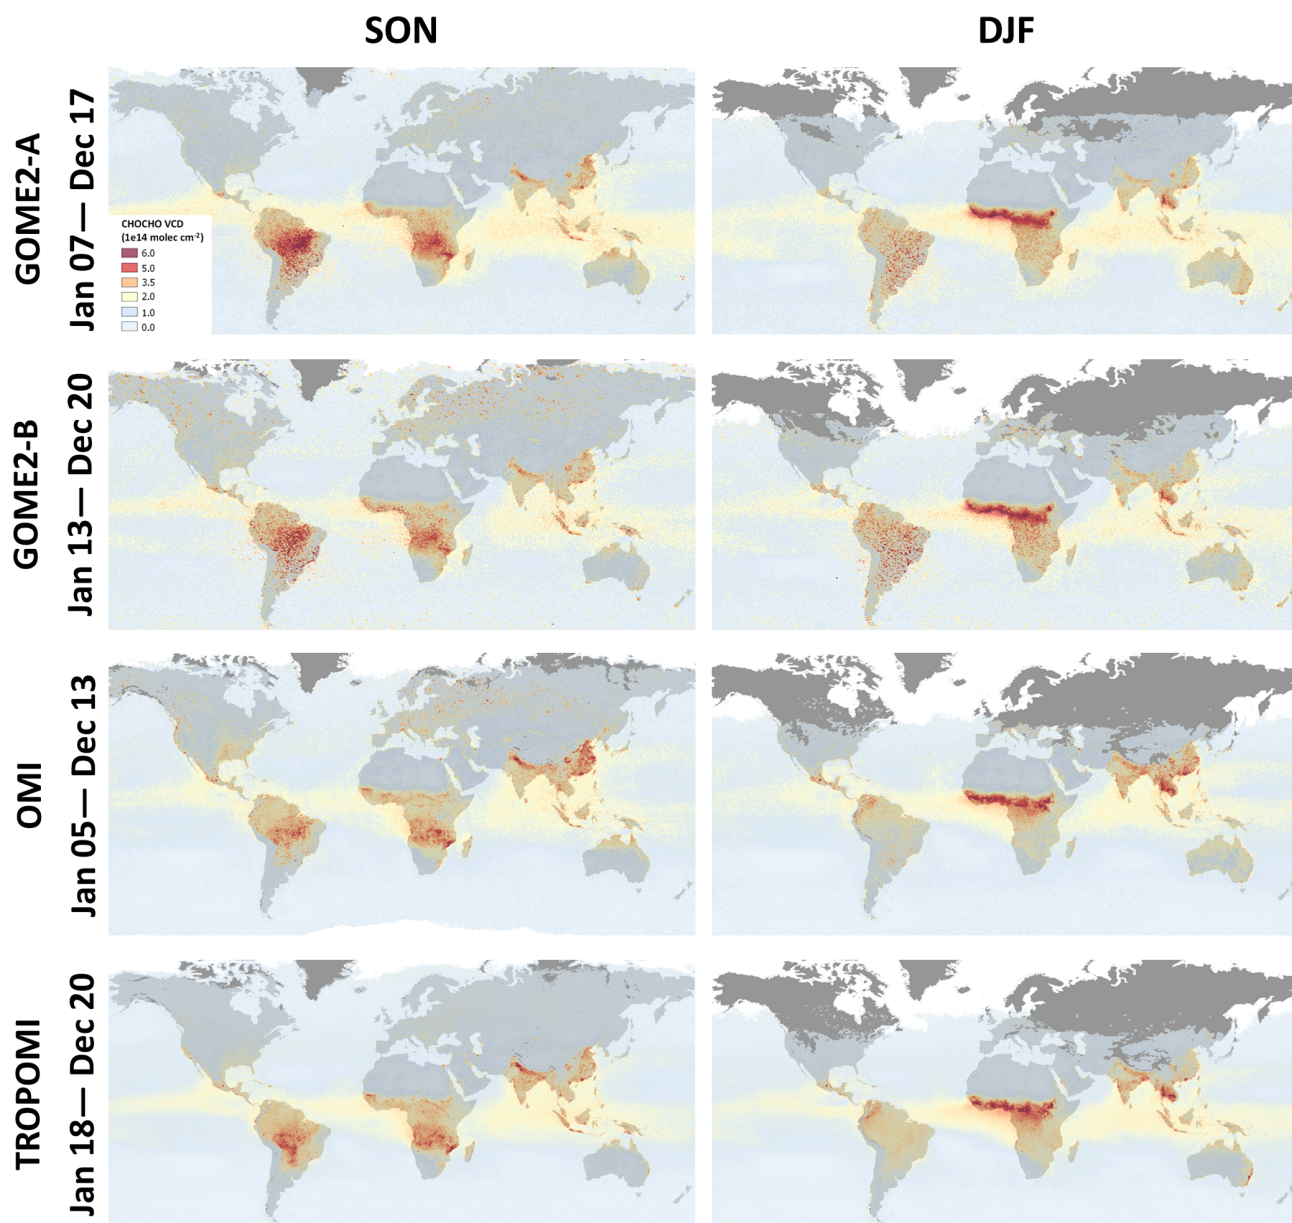 SON
DJF
GOME2-A
Jan 07— Dec 17
CHOCHO VCD
(1e14 molec cm⁻²)
6.0
5.0
3.5
2.0
1.0
0.0
GOME2-B
Jan 13— Dec 20
OMI
Jan 05— Dec 13
TROPOMI
Jan 18— Dec 20